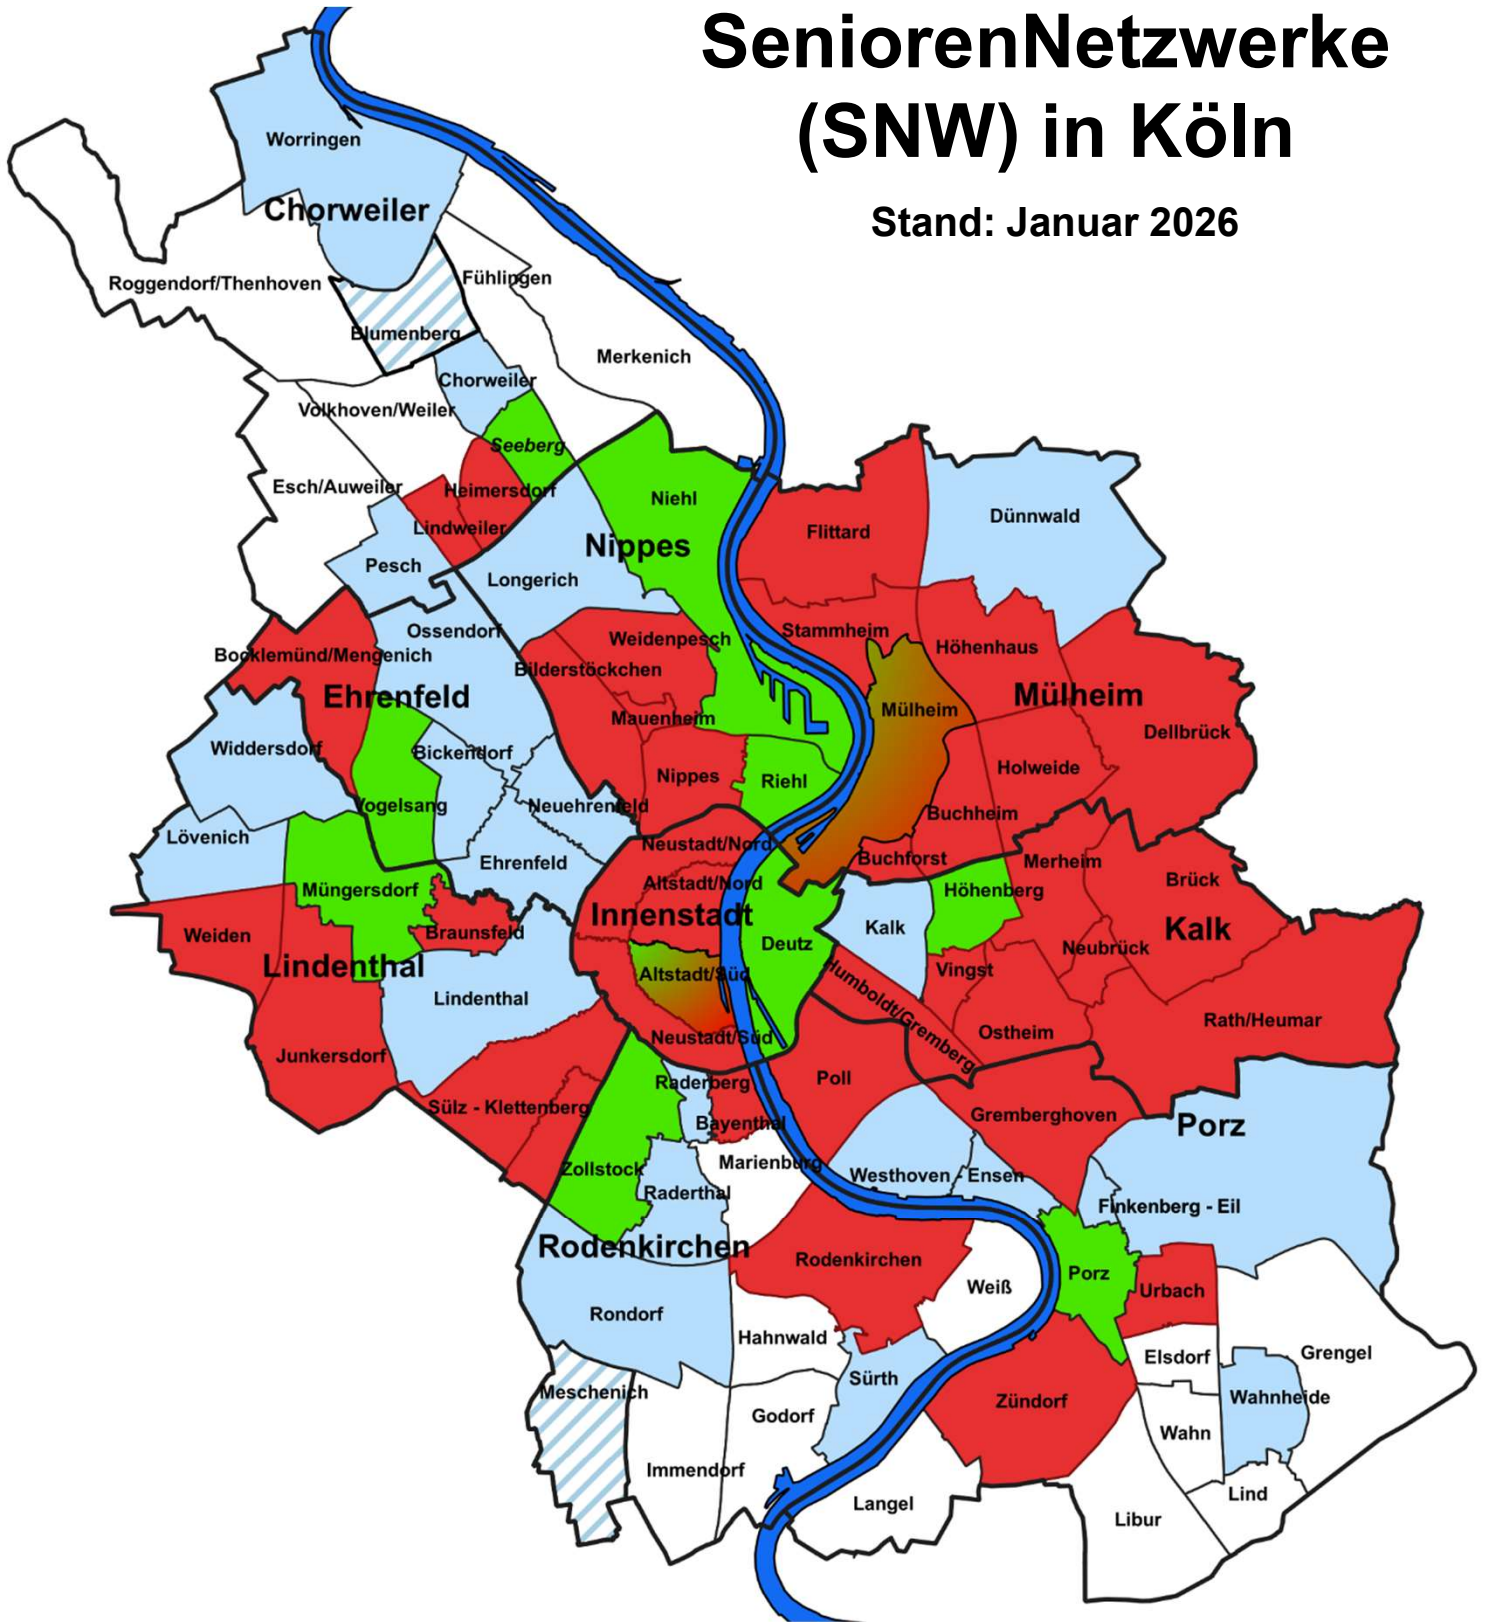 SeniorenNetzwerke
(SNW) in Köln
Stand: Januar 2026
Worringen
Chorweiler
Roggendorf/Thenhoven
Fühlingen
Blumenberg
Merkenich
Chorweiler
Volkhoven/Weiler
Seeberg
Esch/Auweiler
Heimersdorf
Lindweiler
Pesch
Niehl
Nippes
Longerich
Flittard
Dünnwald
Ossendorf
Bocklemünd/Mengenich
Ehrenfeld
Weidenpesch
Bilderstöckchen
Mauenheim
Stammheim
Höhenhaus
Mülheim
Mülheim
Dellbrück
Widdersdorf
Bickendorf
Vogelsang
Neuehrenfeld
Nippes
Riehl
Holweide
Buchheim
Lövenich
Ehrenfeld
Neustadt/Nord
Buchforst
Merheim
Müngersdorf
Altstadt/Nord
Höhenberg
Brück
Innenstadt
Weiden
Braunsfeld
Deutz
Kalk
Kalk
Neubrück
Lindenthal
Altstadt/Süd
Vingst
Humboldt/Gremberg
Lindenthal
Neustadt/Süd
Ostheim
Rath/Heumar
Junkersdorf
Raderberg
Poll
Sülz - Klettenberg
Bayenthal
Gremberghoven
Porz
Zollstock
Marienburg
Westhoven - Ensen
Raderthal
Finkenberg - Eil
Rodenkirchen
Rodenkirchen
Weiß
Porz
Urbach
Rondorf
Hahnwald
Elsdorf
Grengel
Meschenich
Sürth
Zündorf
Wahnheide
Godorf
Wahn
Immendorf
Langel
Lind
Libur